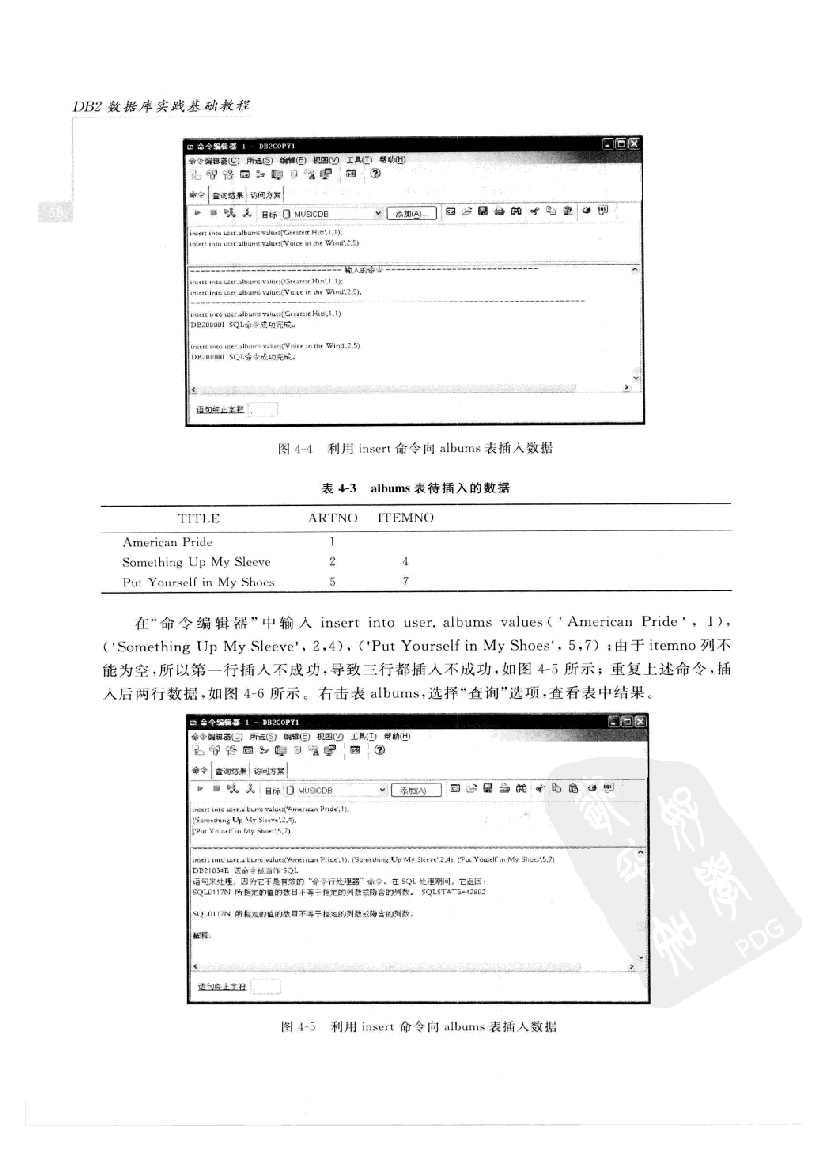 DB2 数据库实践基础教程
58
命令编辑器 1 - DB2COPY1
命令编辑器(C) 所选(S) 编辑(E) 视图(V) 工具(T) 帮助(H)
命令 查询结果 访问方案
目标 MUSICDB 添加(A)...
insert into user.albums values('Greatest Hits',1,1);
insert into user.albums values('Voice in the Wind',2,5)
输入的命令
insert into user.albums values('Greatest Hits',1,1);
insert into user.albums values('Voice in the Wind',2,5);
insert into user.albums values('Greatest Hits',1,1)
DB20000I SQL命令成功完成。
insert into user.albums values('Voice in the Wind',2,5)
DB20000I SQL命令成功完成。
语句终止字符 ;
图 4-4 利用 insert 命令向 albums 表插入数据
表 4-3 albums 表待插入的数据
TITLE ARTNO ITEMNO
American Pride 1
Something Up My Sleeve 2 4
Put Yourself in My Shoes 5 7
在“命令编辑器”中输入 insert into user. albums values ( ' American Pride ' , 1),
('Something Up My Sleeve', 2,4), ('Put Yourself in My Shoes', 5,7) ;由于 itemno 列不
能为空,所以第一行插入不成功,导致三行都插入不成功,如图 4-5 所示；重复上述命令,插
入后两行数据,如图 4-6 所示。右击表 albums,选择“查询”选项,查看表中结果。
命令编辑器 1 - DB2COPY1
命令编辑器(C) 所选(S) 编辑(E) 视图(V) 工具(T) 帮助(H)
命令 查询结果 访问方案
目标 MUSICDB 添加(A)
insert into user.albums values('American Pride',1),
('Something Up My Sleeve',2,4),
('Put Yourself in My Shoes',5,7)
insert into user.albums values('American Pride',1), ('Something Up My Sleeve',2,4), ('Put Yourself in My Shoes',5,7)
DB21034E 该命令被当作 SQL
语句来处理，因为它不是有效的“命令行处理器”命令。在 SQL 处理期间，它返回：
SQL0117N 所指定的值的数目不等于指定的列数或隐含的列数。 SQLSTATE=42802
SQL0117N 所指定的值的数目不等于指定的列数或隐含的列数。
解释:
语句终止字符
PDG
图 4-5 利用 insert 命令向 albums 表插入数据